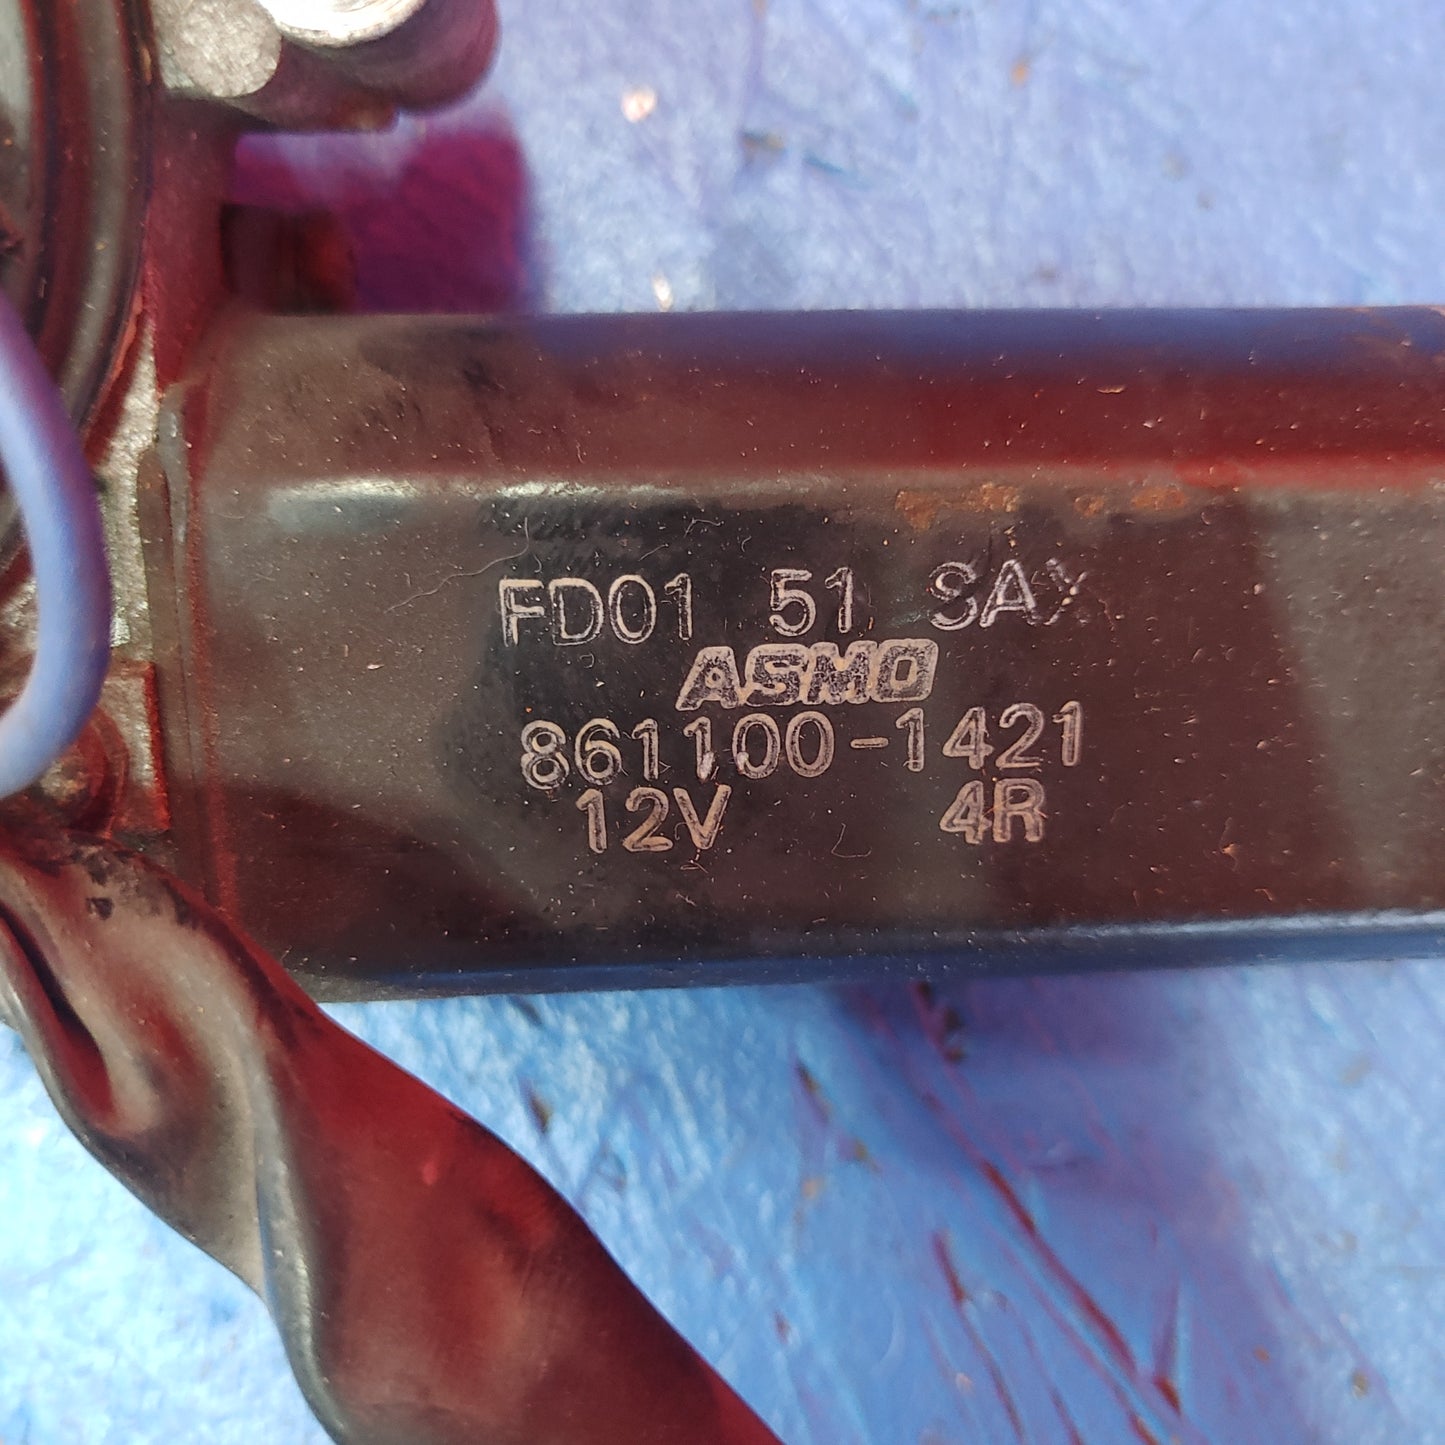 FD01 51 SAX
ASMO
861100-1421
12V 4R